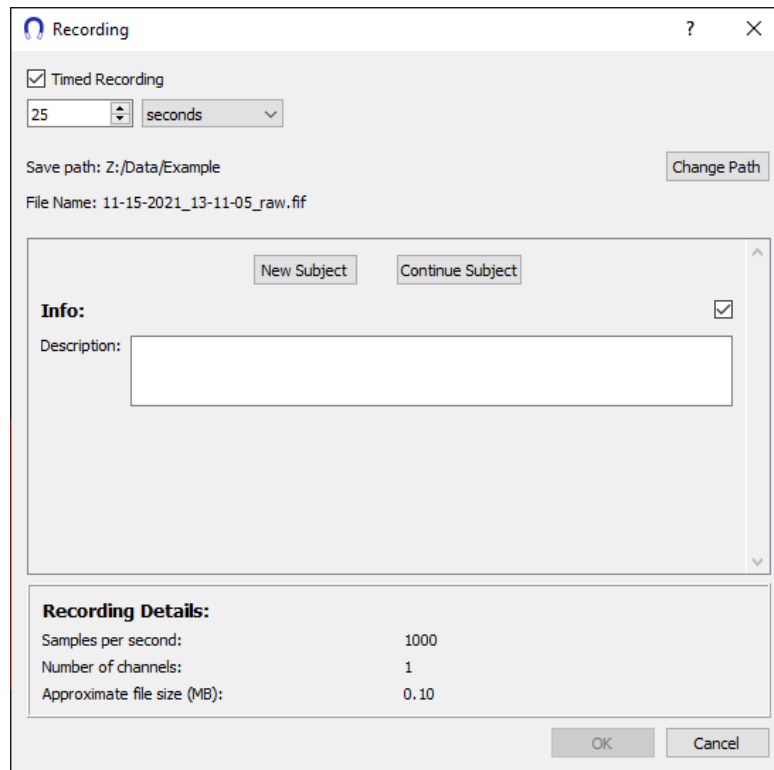 Recording
Timed Recording
25 seconds
Save path: Z:/Data/Example Change Path
File Name: 11-15-2021_13-11-05_raw.fif
New Subject Continue Subject
Info:
Description:
Recording Details:
Samples per second: 1000
Number of channels: 1
Approximate file size (MB): 0.10
OK Cancel